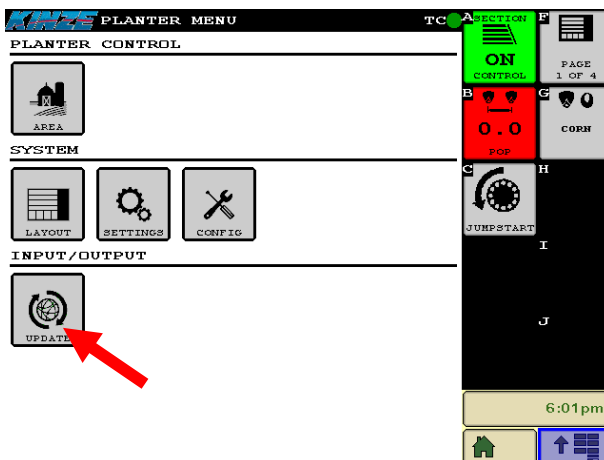 KINZE PLANTER MENU TC
PLANTER CONTROL
AREA
SYSTEM
LAYOUT SETTINGS CONFIG
INPUT/OUTPUT
UPDATE
A SECTION
ON
CONTROL
F
PAGE
1 OF 4
B
0.0
POP
G
CORN
C
JUMPSTART
H
I
J
6:01pm